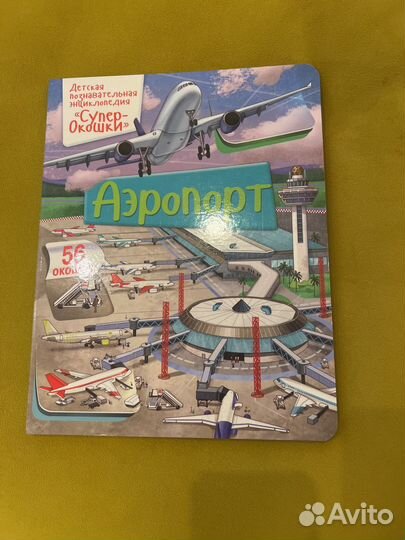 Детская
познавательная
энциклопедия
«Супер-
Окошки»
Аэропорт
56
Avito